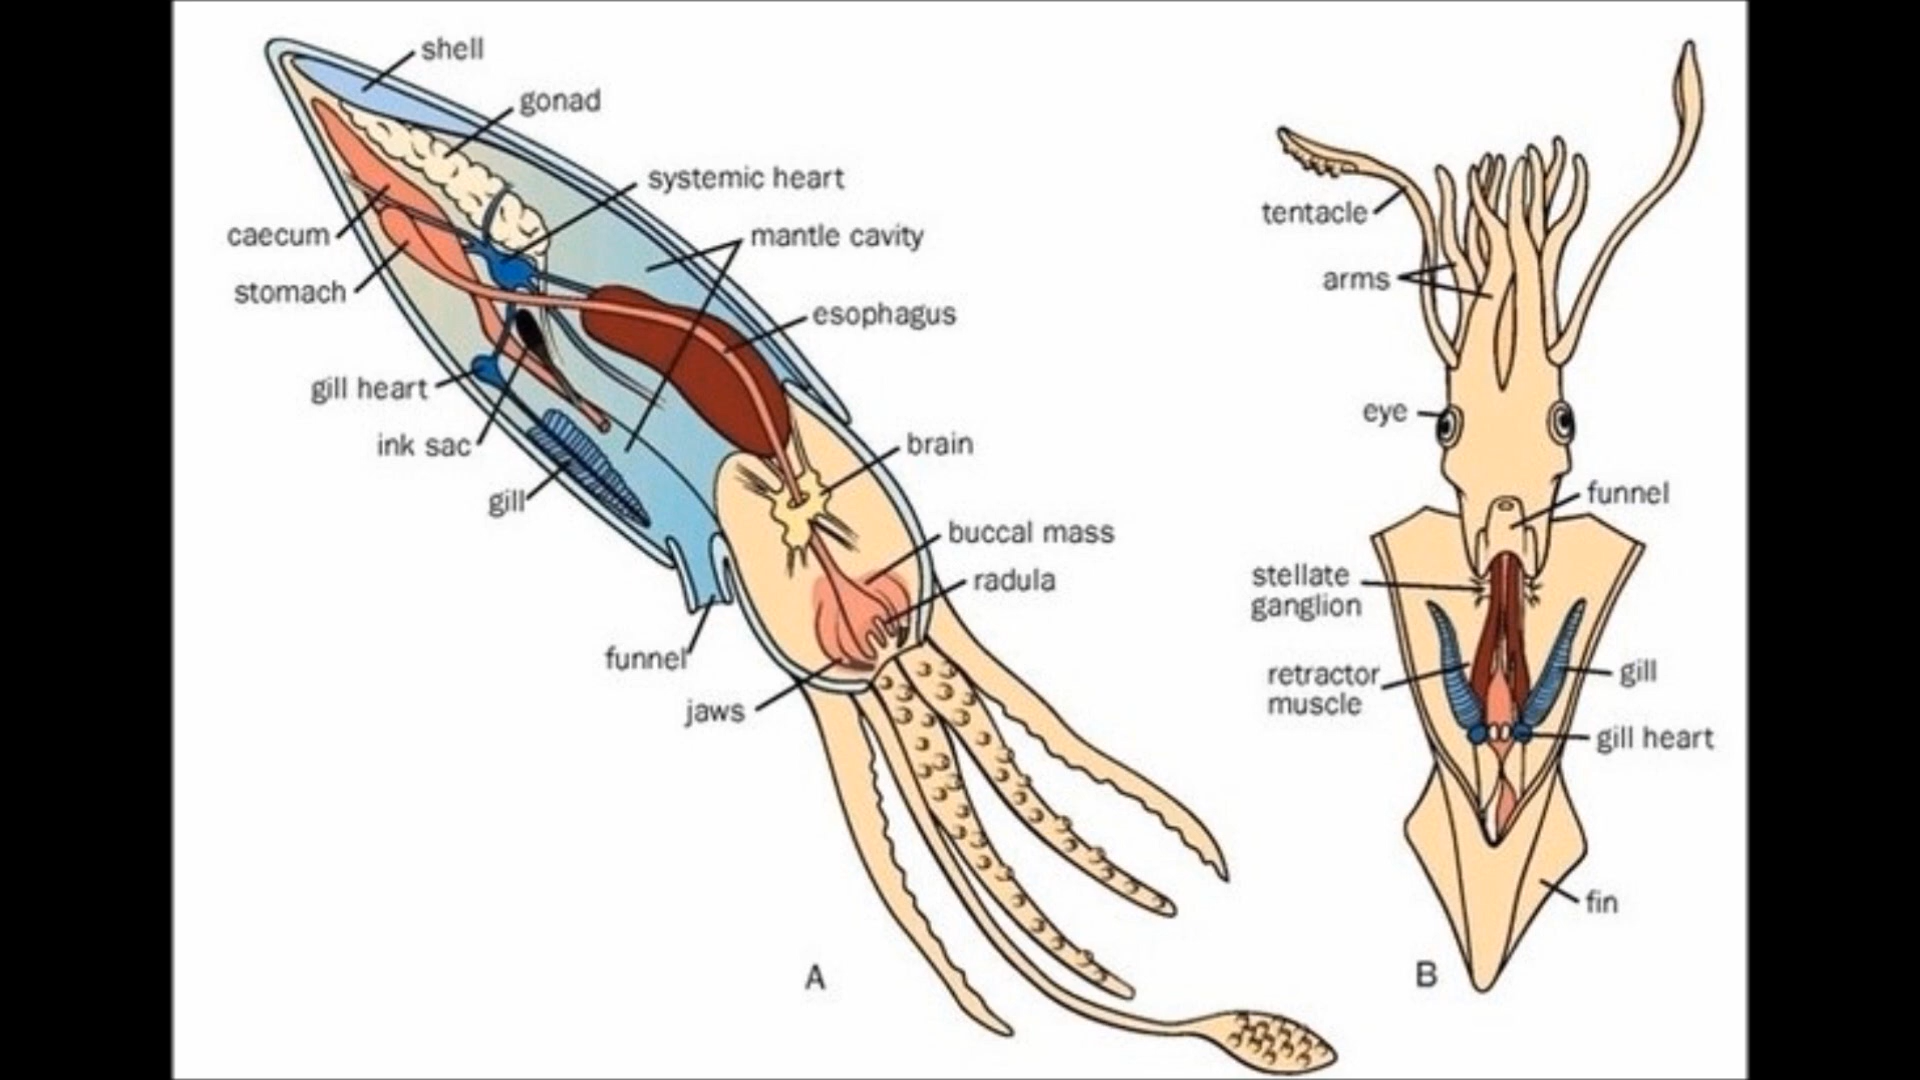 shell
gonad
systemic heart
caecum
mantle cavity
stomach
esophagus
gill heart
ink sac
brain
gill
buccal mass
radula
funnel
jaws
A
tentacle
arms
eye
funnel
stellate
ganglion
retractor
muscle
gill
gill heart
fin
B